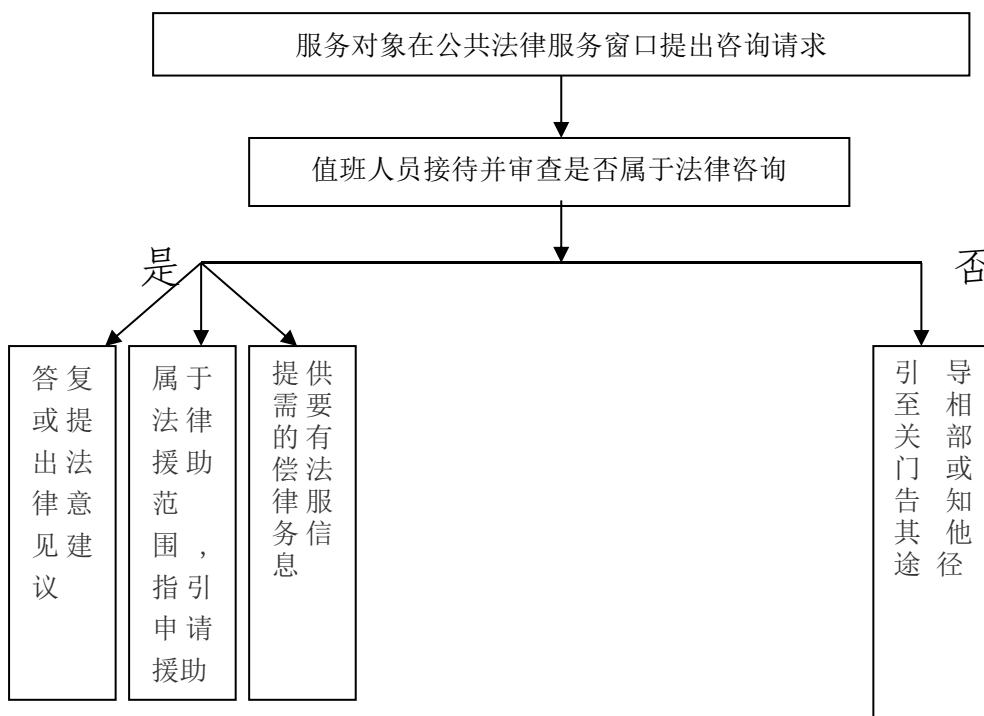 服务对象在公共法律服务窗口提出咨询请求
值班人员接待并审查是否属于法律咨询
是
否
答复
或提
出法
律意
见建
议
属于
法律
援助
范
围，
指引
申请
援助
提供
需要
的有
偿法
律服
务信
息
引导
至相
关部
门或
告知
其他
途径